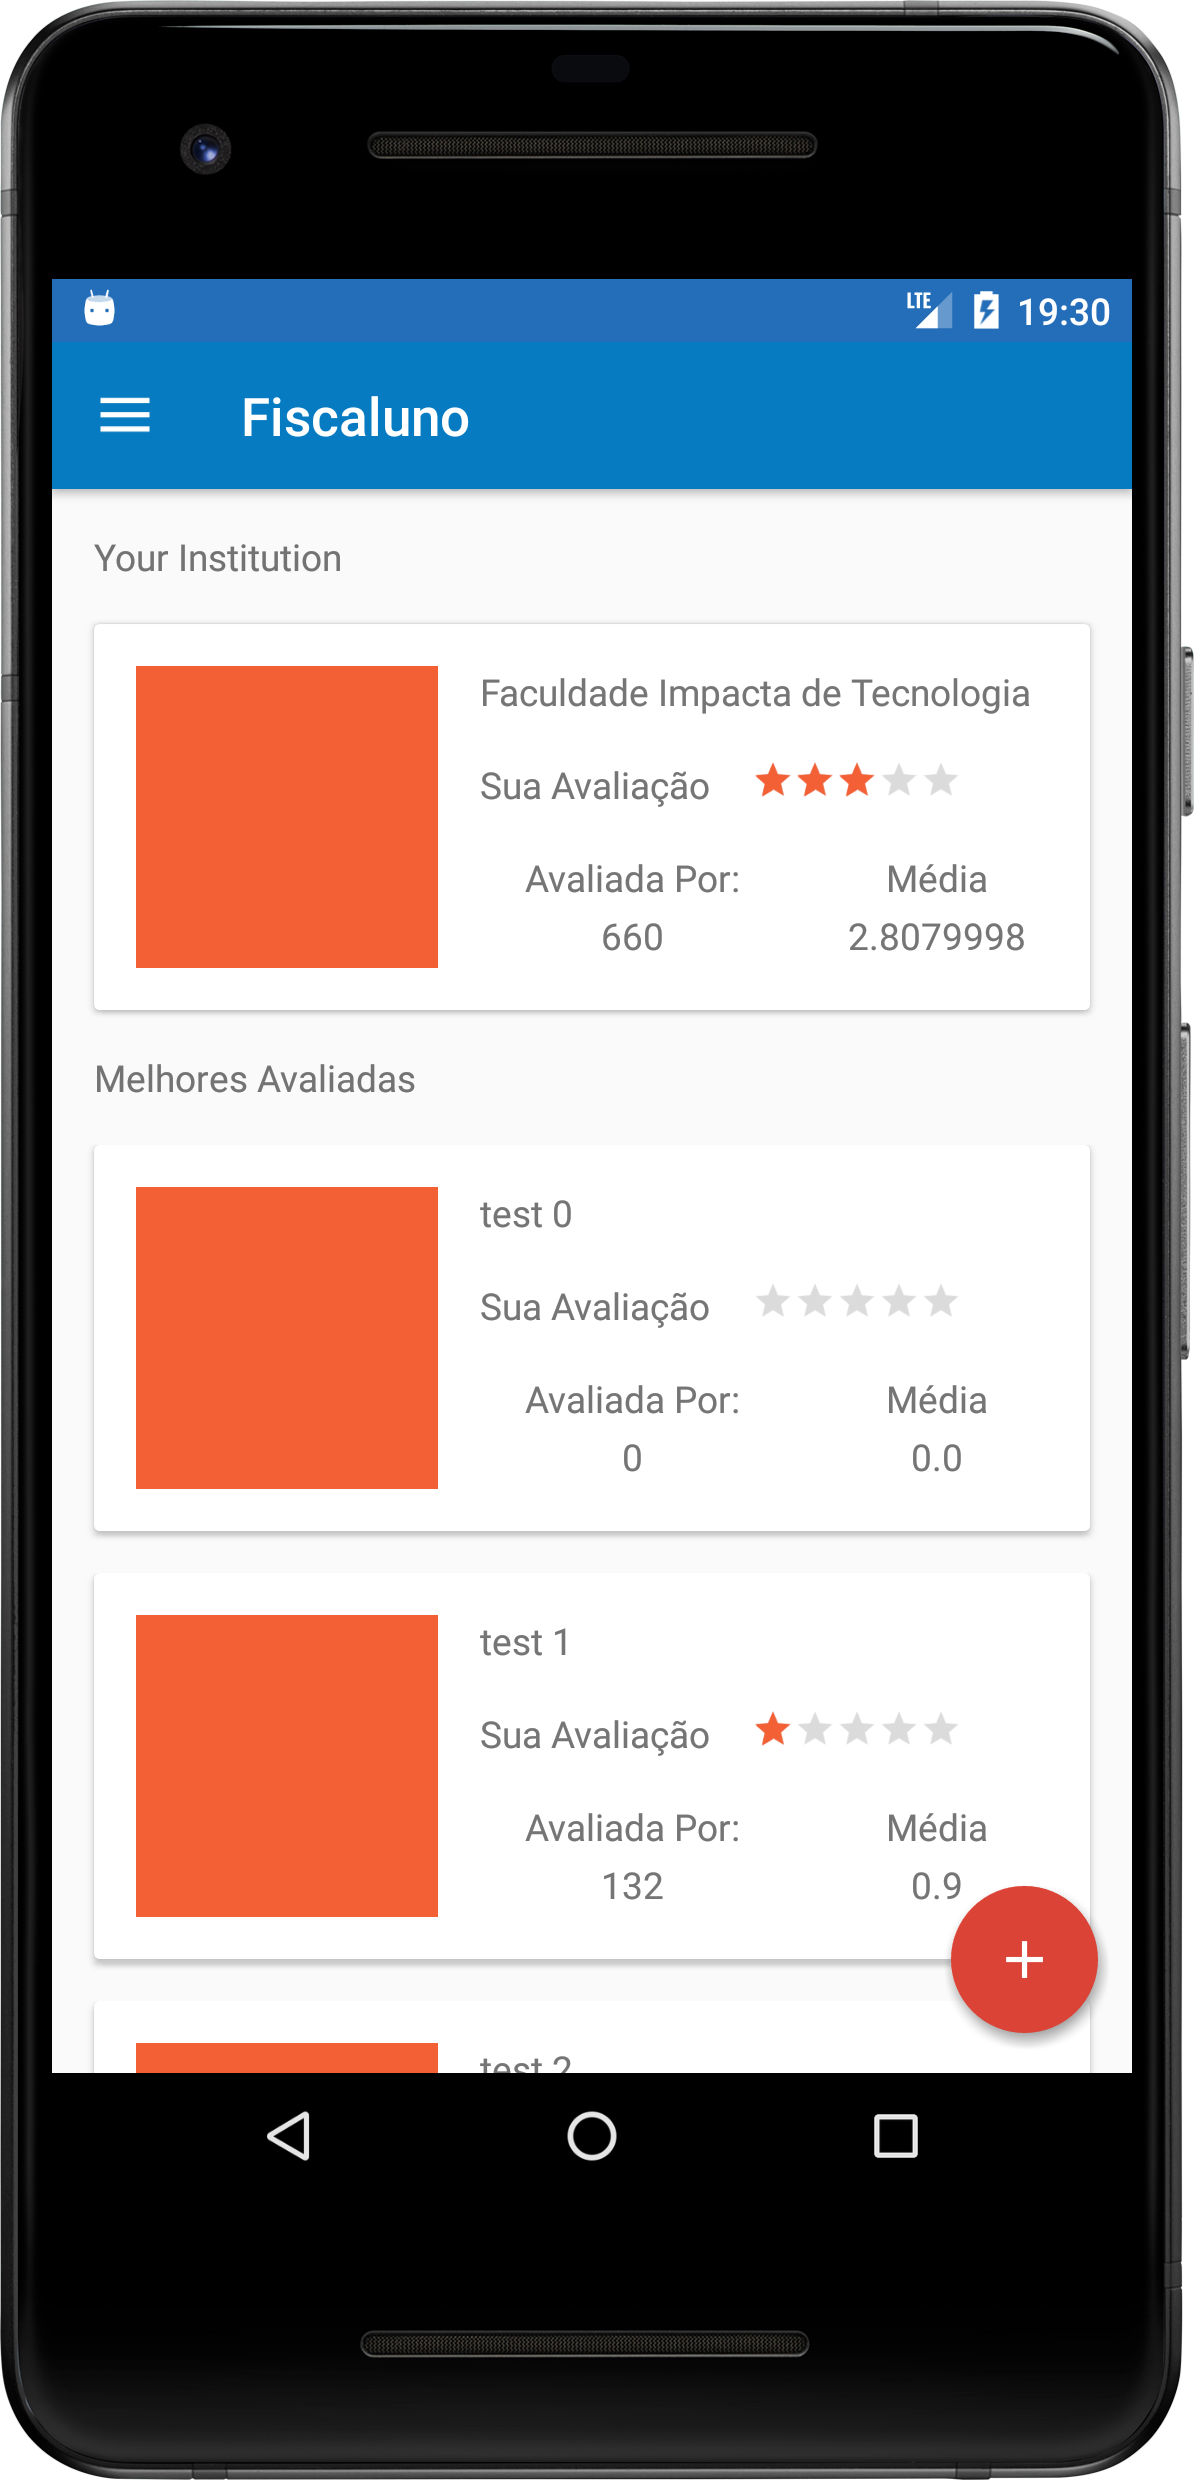 LTE 19:30
Fiscaluno
Your Institution
Faculdade Impacta de Tecnologia
Sua Avaliação
Avaliada Por: Média
660 2.8079998
Melhores Avaliadas
test 0
Sua Avaliação
Avaliada Por: Média
0 0.0
test 1
Sua Avaliação
Avaliada Por: Média
132 0.9
+
test 2